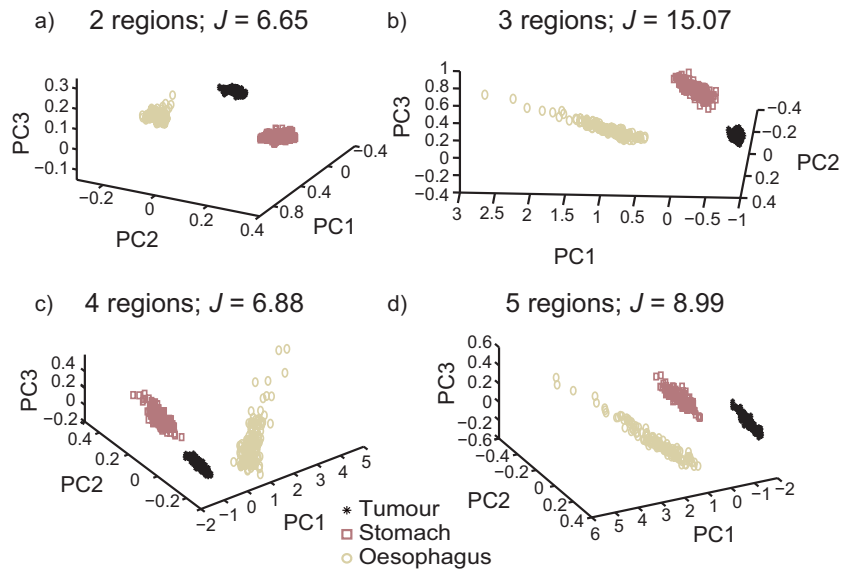 a) 2 regions; J = 6.65
PC3
0.3
0.2
0.1
0
-0.1
-0.2
0
0.2
0.4
PC2
0.8
0.4
0
-0.4
PC1
b) 3 regions; J = 15.07
PC3
1
0.8
0.6
0.4
0.2
0
-0.2
-0.4
3 2.5 2 1.5 1 0.5 0 -0.5 -1
PC1
-0.4
-0.2
0
0.2
0.4
PC2
c) 4 regions; J = 6.88
PC3
0.4
0.2
0
-0.2
0.4
0.2
0
-0.2
PC2
-2 -1 0 1 2 3 4 5
PC1
d) 5 regions; J = 8.99
PC3
0.6
0.4
0.2
0
-0.2
-0.4
-0.6
-0.4
-0.2
0
0.2
0.4
PC2
6 5 4 3 2 1 0 -1 -2
PC1
Tumour
Stomach
Oesophagus